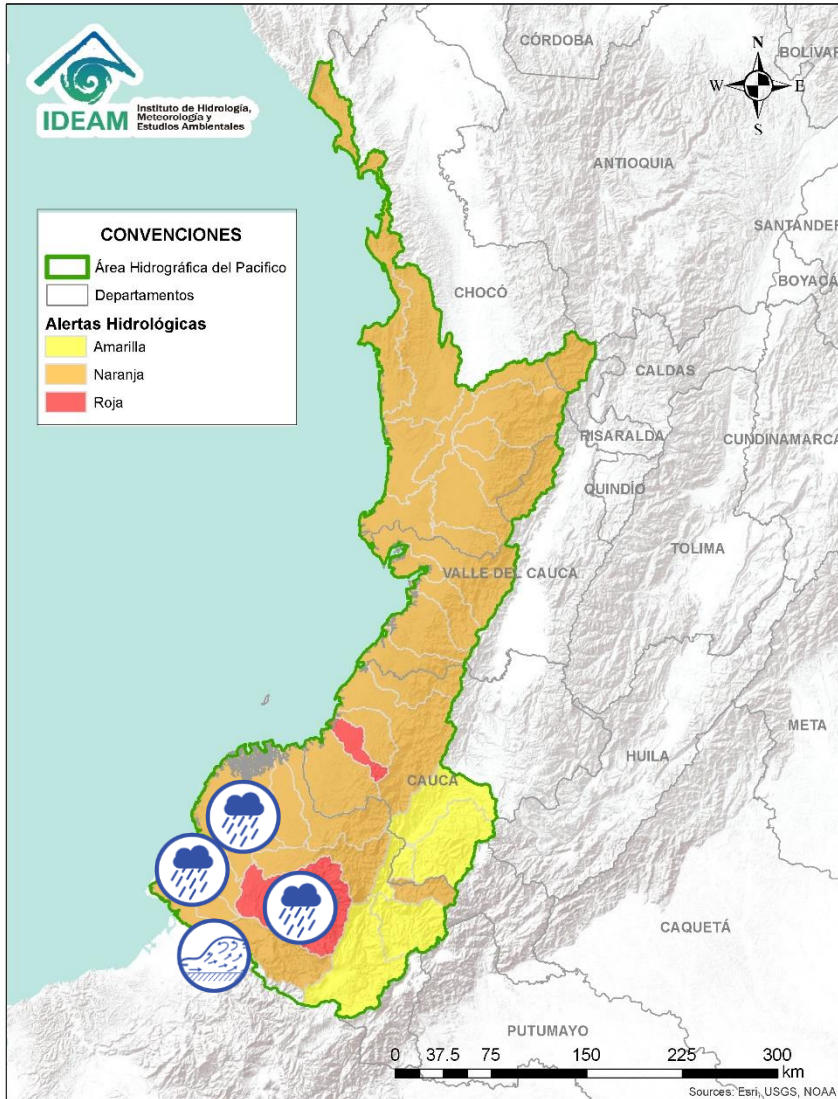 IDEAM
Instituto de Hidrología,
Meteorología y
Estudios Ambientales
CÓRDOBA
BOLÍVAR
N
W
E
S
ANTIOQUIA
SANTANDER
BOYACÁ
CONVENCIONES
Área Hidrográfica del Pacifico
Departamentos
Alertas Hidrológicas
Amarilla
Naranja
Roja
CHOCÓ
CALDAS
RISARALDA
CUNDINAMARCA
QUINDÍO
TOLIMA
VALLE DEL CAUCA
META
HUILA
CAUCA
CAQUETÁ
PUTUMAYO
0 37.5 75 150 225 300
km
Sources: Esri, USGS, NOAA